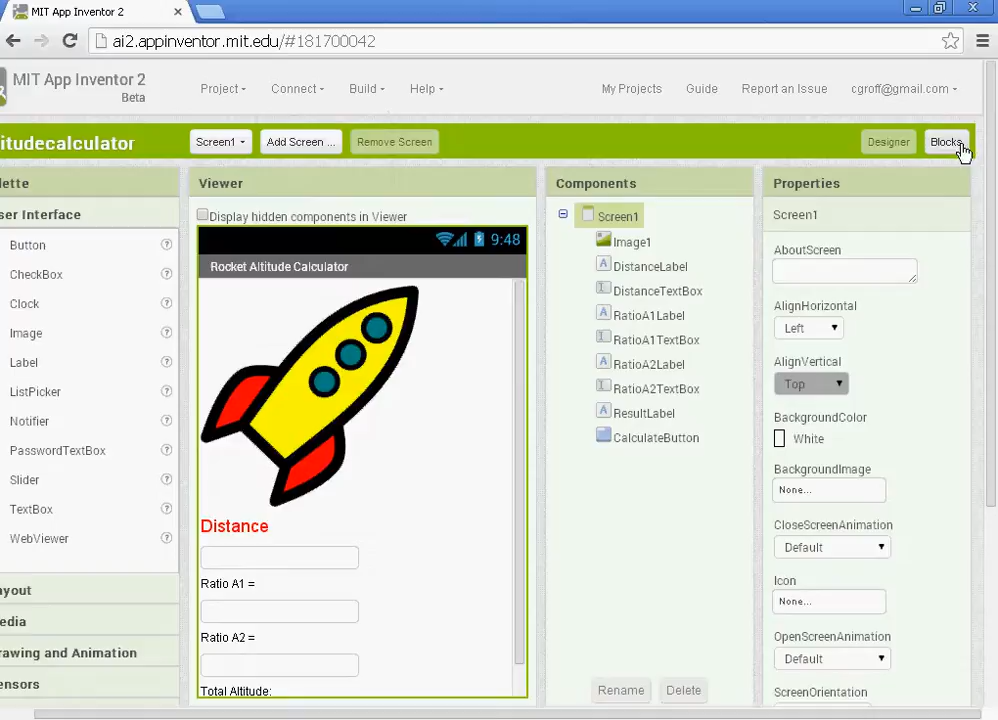 MIT App Inventor 2
ai2.appinventor.mit.edu/#181700042
MIT App Inventor 2
Beta
Project
Connect
Build
Help
My Projects
Guide
Report an Issue
cgroff@gmail.com
titudecalculator
Screen1
Add Screen ...
Remove Screen
Designer
Blocks
lette
Viewer
Components
Properties
ser Interface
Button
CheckBox
Clock
Image
Label
ListPicker
Notifier
PasswordTextBox
Slider
TextBox
WebViewer
ayout
edia
rawing and Animation
ensors
Display hidden components in Viewer
9:48
Rocket Altitude Calculator
Distance
Ratio A1 =
Ratio A2 =
Total Altitude:
Screen1
Image1
DistanceLabel
DistanceTextBox
RatioA1Label
RatioA1TextBox
RatioA2Label
RatioA2TextBox
ResultLabel
CalculateButton
Rename
Delete
Screen1
AboutScreen
AlignHorizontal
Left
AlignVertical
Top
BackgroundColor
White
BackgroundImage
None...
CloseScreenAnimation
Default
Icon
None...
OpenScreenAnimation
Default
ScreenOrientation